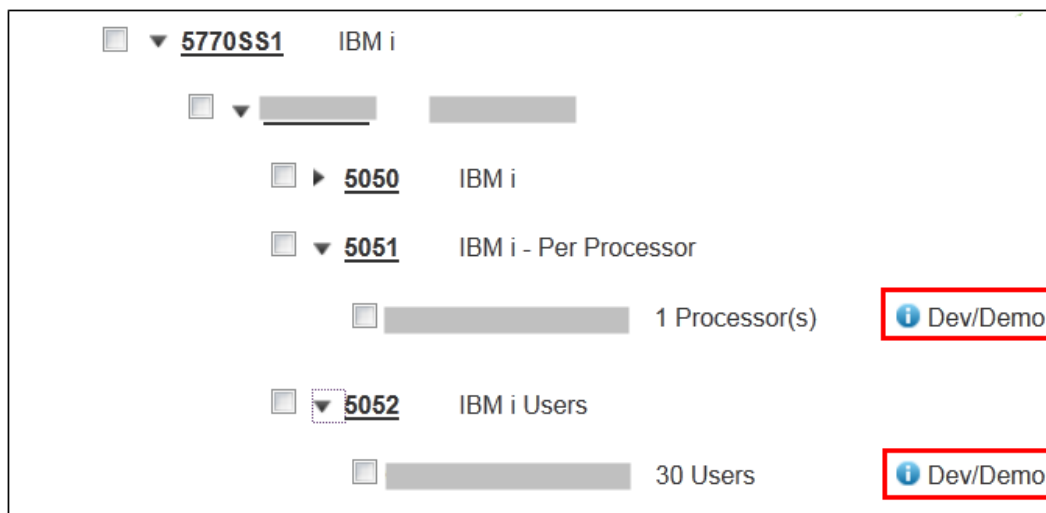 5770SS1 IBM i
5050 IBM i
5051 IBM i - Per Processor
1 Processor(s) Dev/Demo
5052 IBM i Users
30 Users Dev/Demo